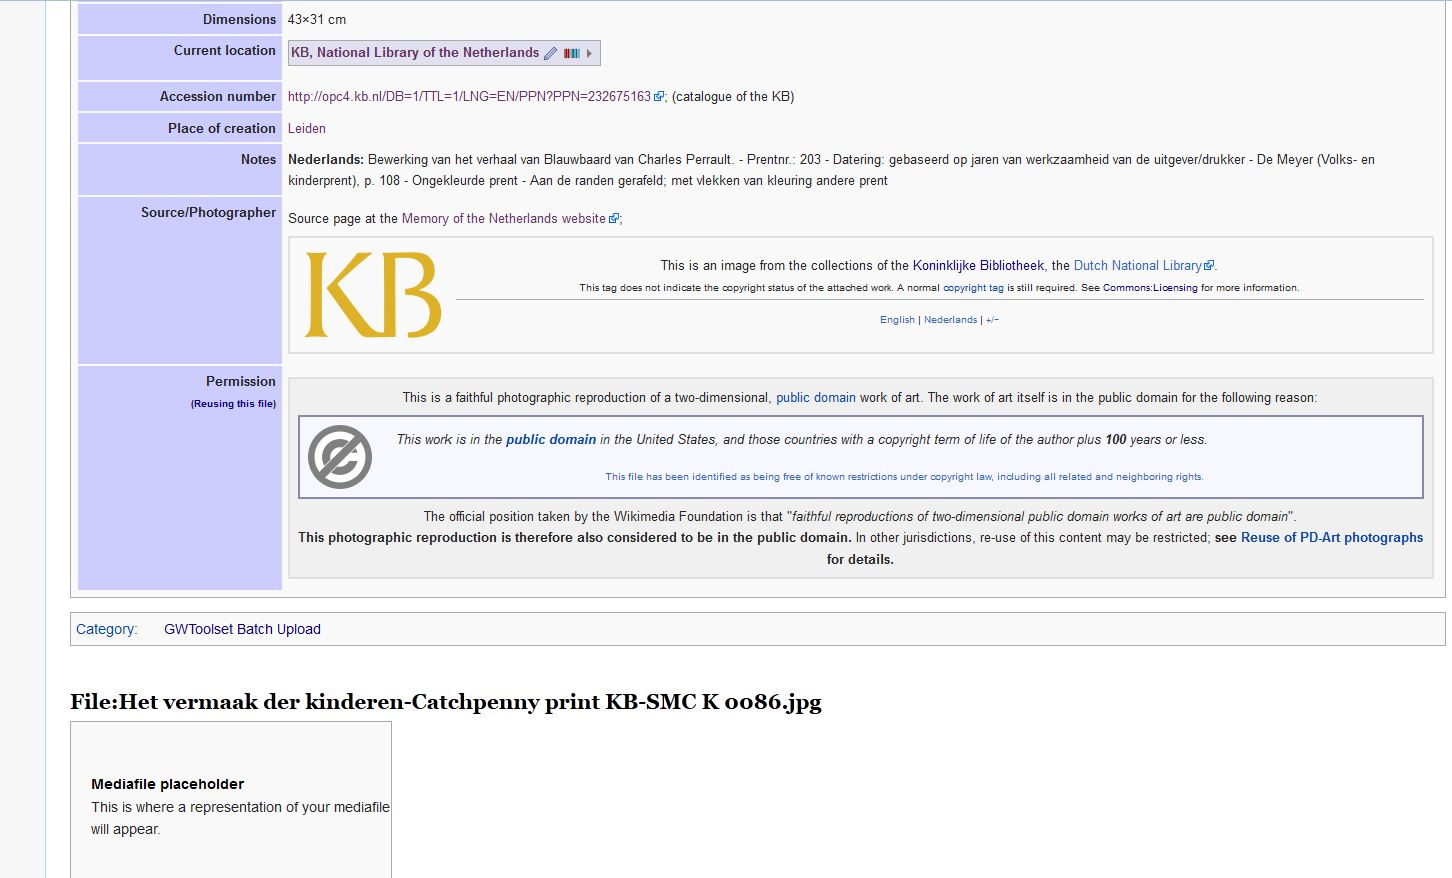 Dimensions 43×31 cm
Current location KB, National Library of the Netherlands
Accession number http://opc4.kb.nl/DB=1/TTL=1/LNG=EN/PPN?PPN=232675163; (catalogue of the KB)
Place of creation Leiden
Notes Nederlands: Bewerking van het verhaal van Blauwbaard van Charles Perrault. - Prentnr.: 203 - Datering: gebaseerd op jaren van werkzaamheid van de uitgever/drukker - De Meyer (Volks- en
kinderprent), p. 108 - Ongekleurde prent - Aan de randen gerafeld; met vlekken van kleuring andere prent
Source/Photographer Source page at the Memory of the Netherlands website;
KB
This is an image from the collections of the Koninklijke Bibliotheek, the Dutch National Library.
This tag does not indicate the copyright status of the attached work. A normal copyright tag is still required. See Commons:Licensing for more information.
English | Nederlands | +/−
Permission
(Reusing this file)
This is a faithful photographic reproduction of a two-dimensional, public domain work of art. The work of art itself is in the public domain for the following reason:
This work is in the public domain in the United States, and those countries with a copyright term of life of the author plus 100 years or less.
This file has been identified as being free of known restrictions under copyright law, including all related and neighboring rights.
The official position taken by the Wikimedia Foundation is that "faithful reproductions of two-dimensional public domain works of art are public domain".
This photographic reproduction is therefore also considered to be in the public domain. In other jurisdictions, re-use of this content may be restricted; see Reuse of PD-Art photographs
for details.
Category: GWToolset Batch Upload
File:Het vermaak der kinderen-Catchpenny print KB-SMC K 0086.jpg
Mediafile placeholder
This is where a representation of your mediafile
will appear.